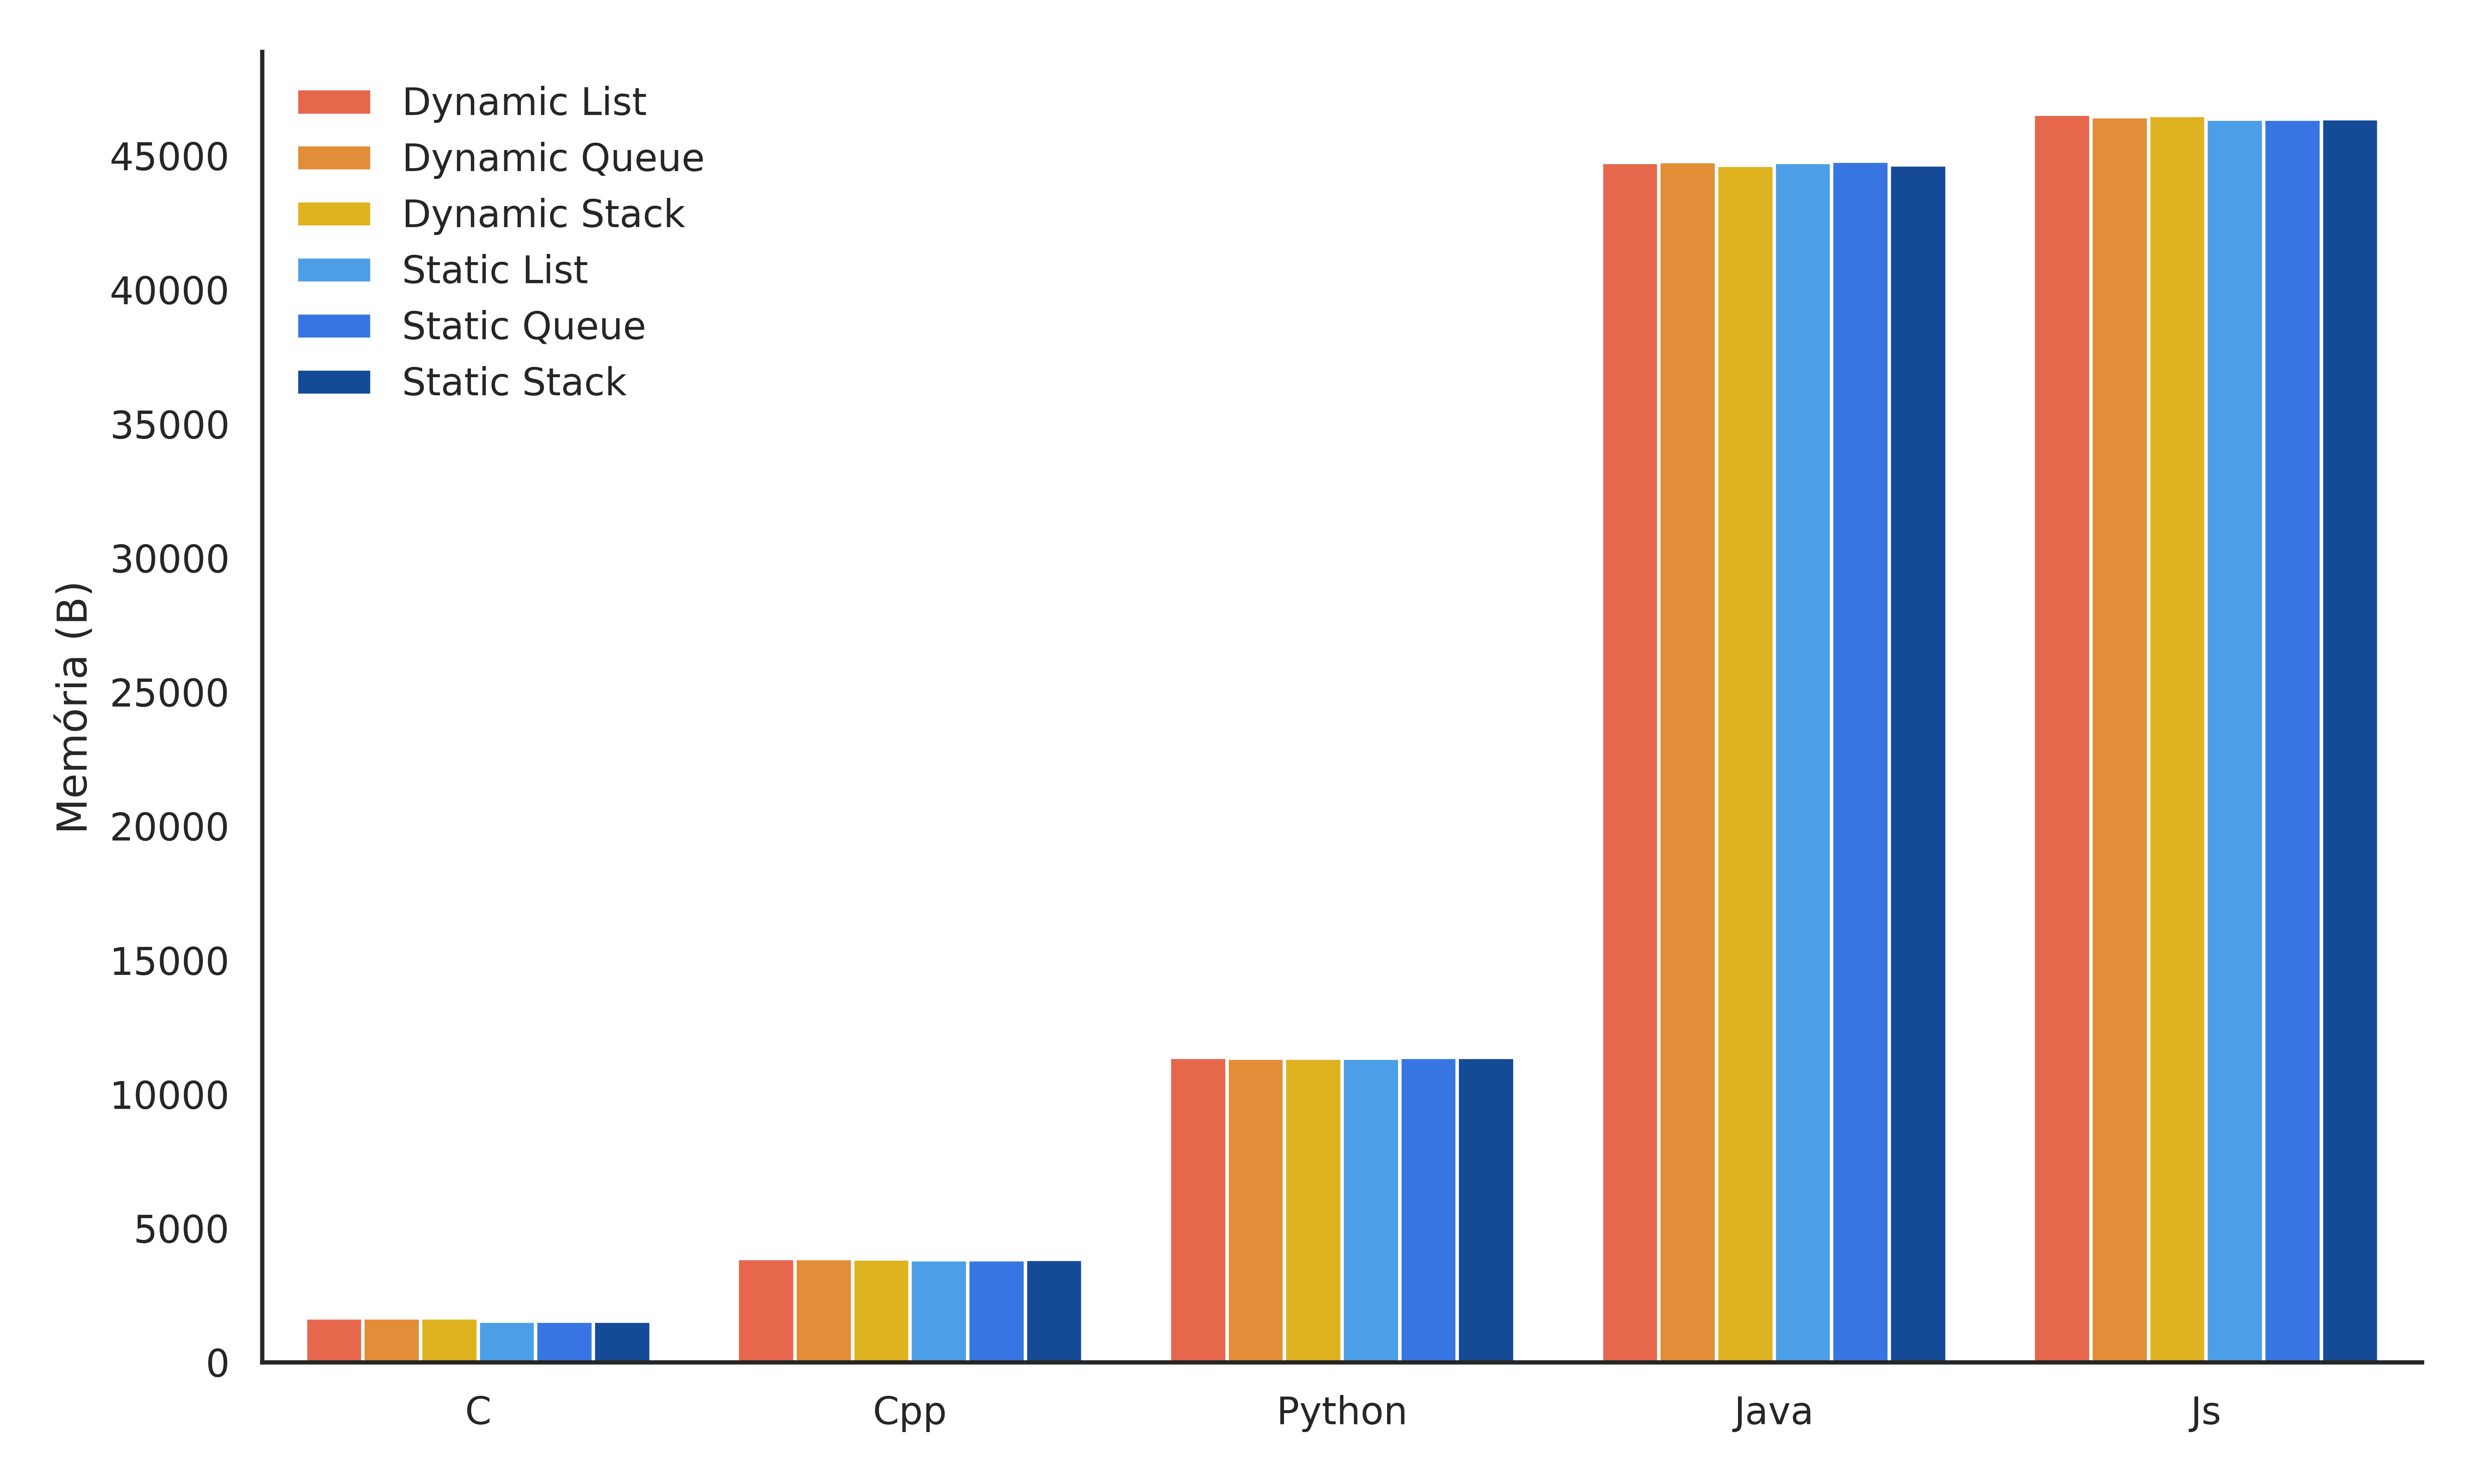 Dynamic List
Dynamic Queue
Dynamic Stack
Static List
Static Queue
Static Stack
45000
40000
35000
30000
25000
20000
15000
10000
5000
0
Memória (B)
C
Cpp
Python
Java
Js